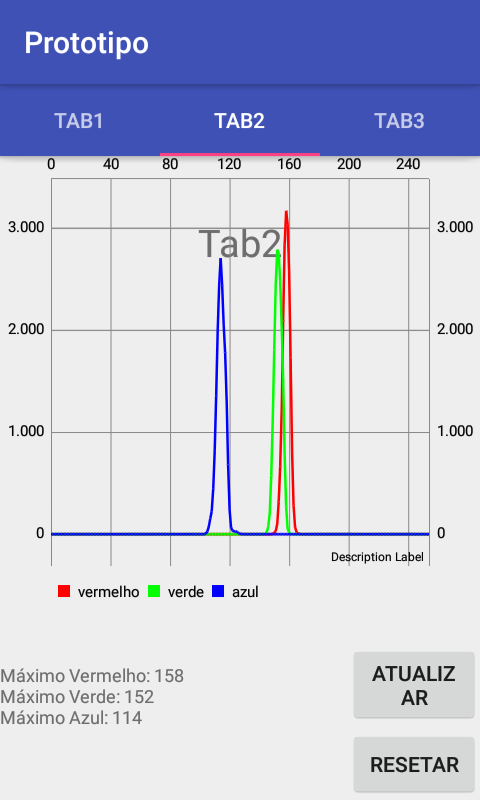 Prototipo
TAB1 TAB2 TAB3
0 40 80 120 160 200 240
3.000 3.000
Tab2
2.000 2.000
1.000 1.000
0 0
Description Label
vermelho verde azul
Máximo Vermelho: 158
Máximo Verde: 152
Máximo Azul: 114
ATUALIZ
AR
RESETAR